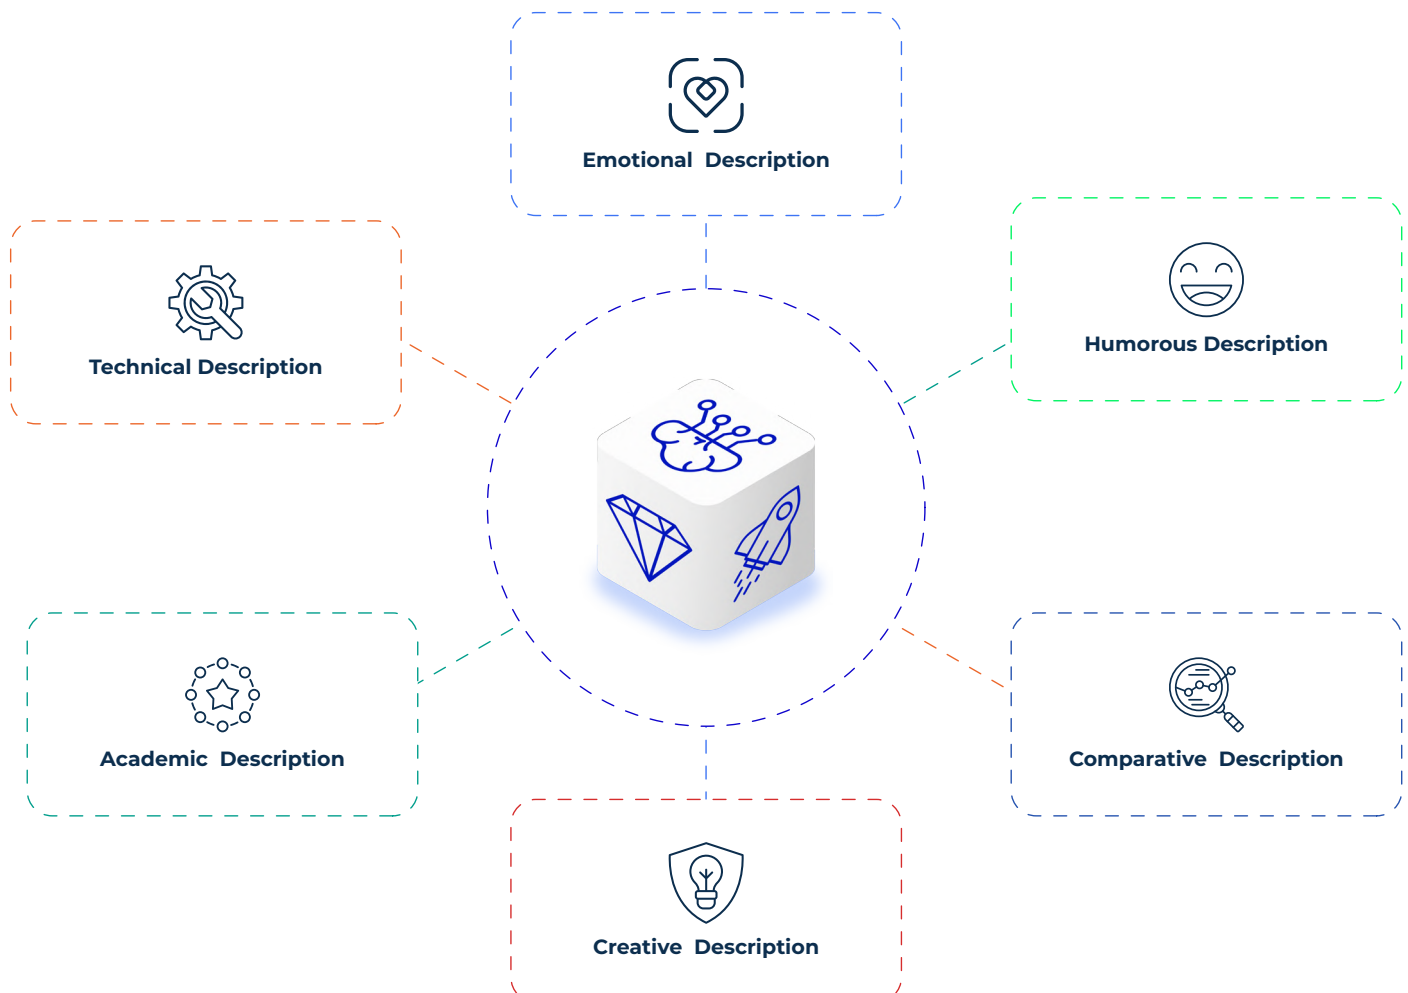 Emotional Description
Humorous Description
Technical Description
Academic Description
Comparative Description
Creative Description